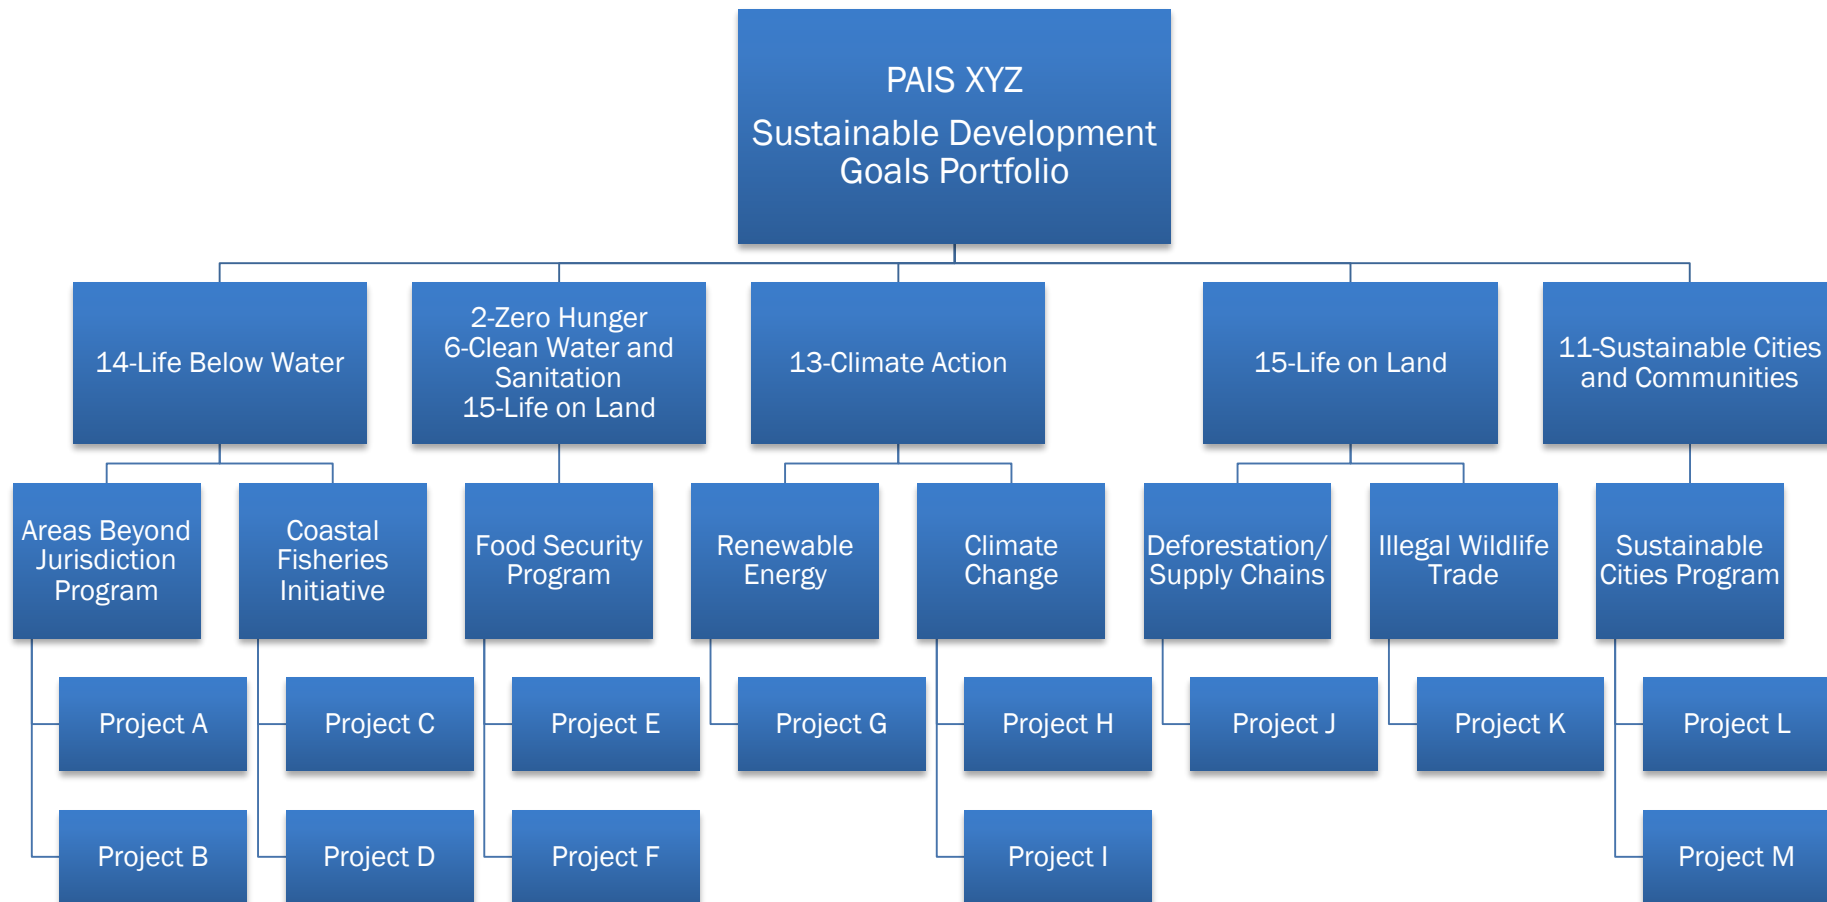 PAIS XYZ
Sustainable Development
Goals Portfolio
14-Life Below Water
2-Zero Hunger
6-Clean Water and
Sanitation
15-Life on Land
13-Climate Action
15-Life on Land
11-Sustainable Cities
and Communities
Areas Beyond
Jurisdiction
Program
Coastal
Fisheries
Initiative
Food Security
Program
Renewable
Energy
Climate
Change
Deforestation/
Supply Chains
Illegal Wildlife
Trade
Sustainable
Cities Program
Project A
Project C
Project E
Project G
Project H
Project J
Project K
Project L
Project B
Project D
Project F
Project I
Project M